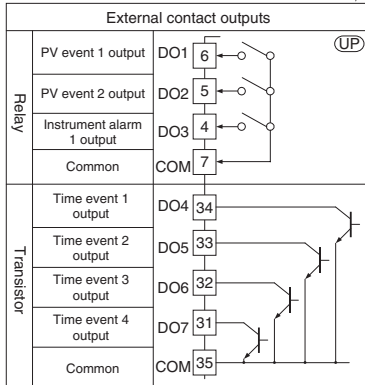 External contact outputs
UP
Relay
PV event 1 output DO1 6
PV event 2 output DO2 5
Instrument alarm
1 output DO3 4
Common COM 7
Transistor
Time event 1
output DO4 34
Time event 2
output DO5 33
Time event 3
output DO6 32
Time event 4
output DO7 31
Common COM 35